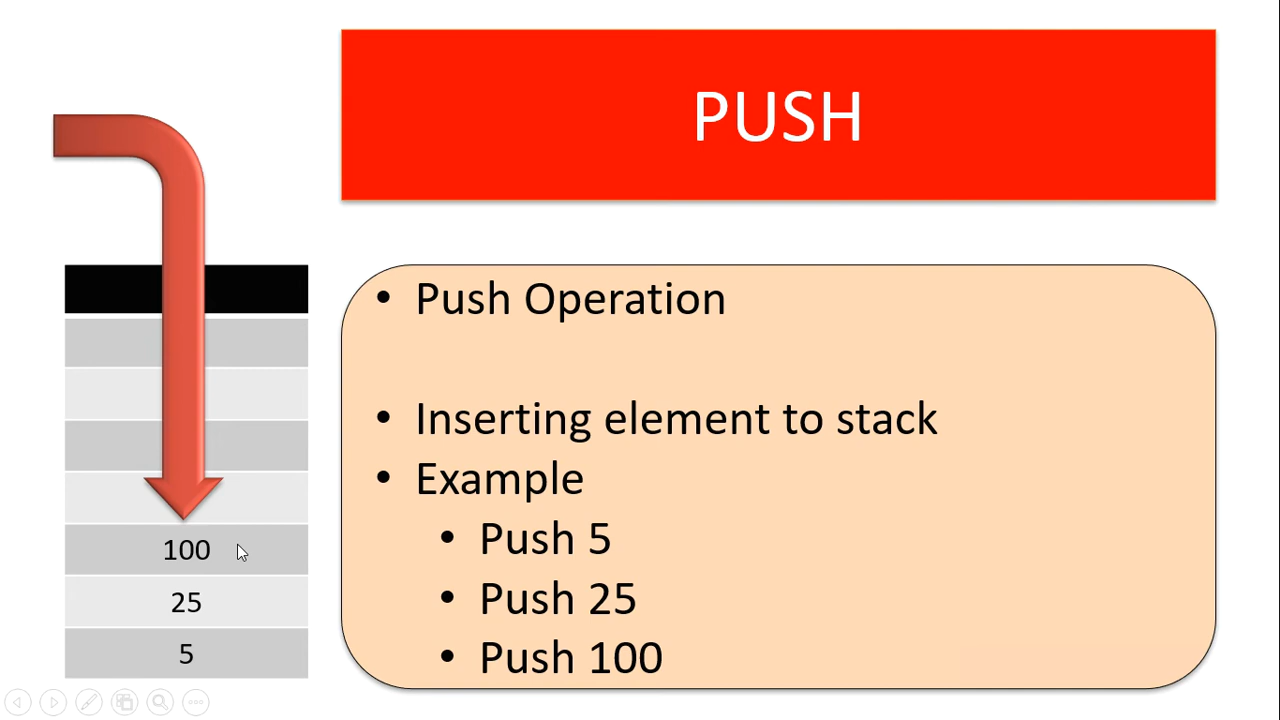 PUSH
• Push Operation
• Inserting element to stack
• Example
• Push 5
• Push 25
• Push 100
100
25
5